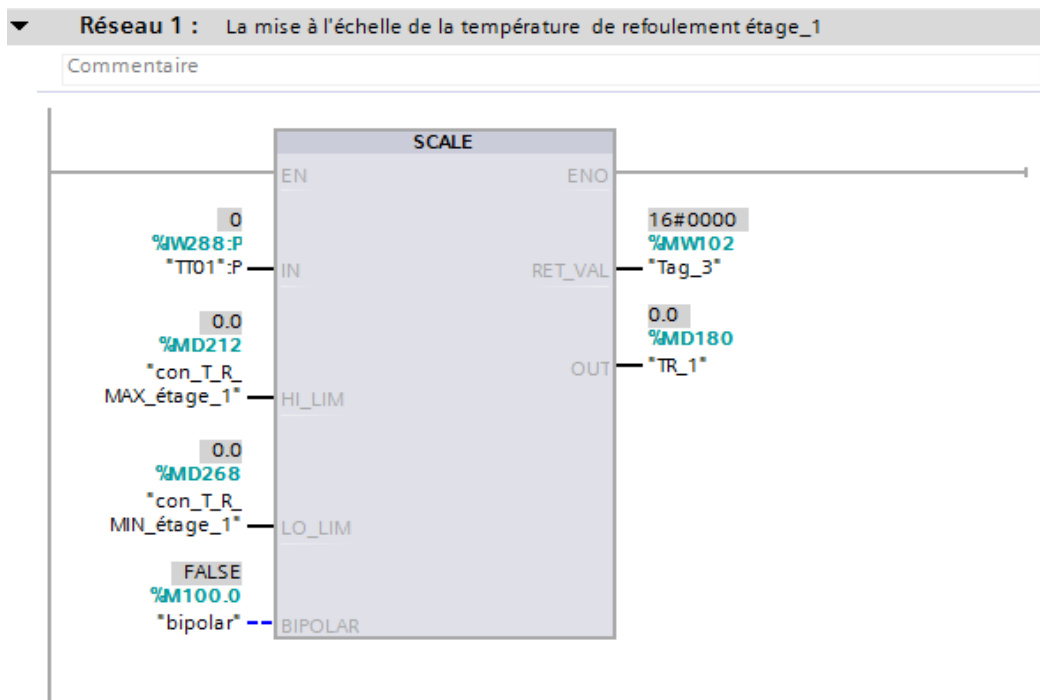 Réseau 1 : La mise à l'échelle de la température de refoulement étage_1
Commentaire
SCALE
EN
ENO
0
%IW288:P
"TT01":P
IN
16#0000
%MW102
"Tag_3"
RET_VAL
0.0
%MD212
"con_T_R_
MAX_étage_1"
HI_LIM
0.0
%MD180
"TR_1"
OUT
0.0
%MD268
"con_T_R_
MIN_étage_1"
LO_LIM
FALSE
%M100.0
"bipolar"
BIPOLAR